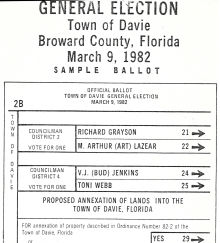 GENERAL ELECTION
Town of Davie
Broward County, Florida
March 9, 1982
SAMPLE BALLOT
OFFICIAL BALLOT
TOWN OF DAVIE GENERAL ELECTION
MARCH 9, 1982
2B
TOWN OF DAVIE
COUNCILMAN
DISTRICT 2
VOTE FOR ONE
RICHARD GRAYSON 21 →
M. ARTHUR (ART) LAZEAR 22 →
COUNCILMAN
DISTRICT 4
VOTE FOR ONE
V.J. (BUD) JENKINS 24 →
TONI WEBB 25 →
PROPOSED ANNEXATION OF LANDS INTO THE
TOWN OF DAVIE, FLORIDA
FOR annexation of property described in Ordinance Number 82-2 of the
Town of Davie, Florida
YES 29 →